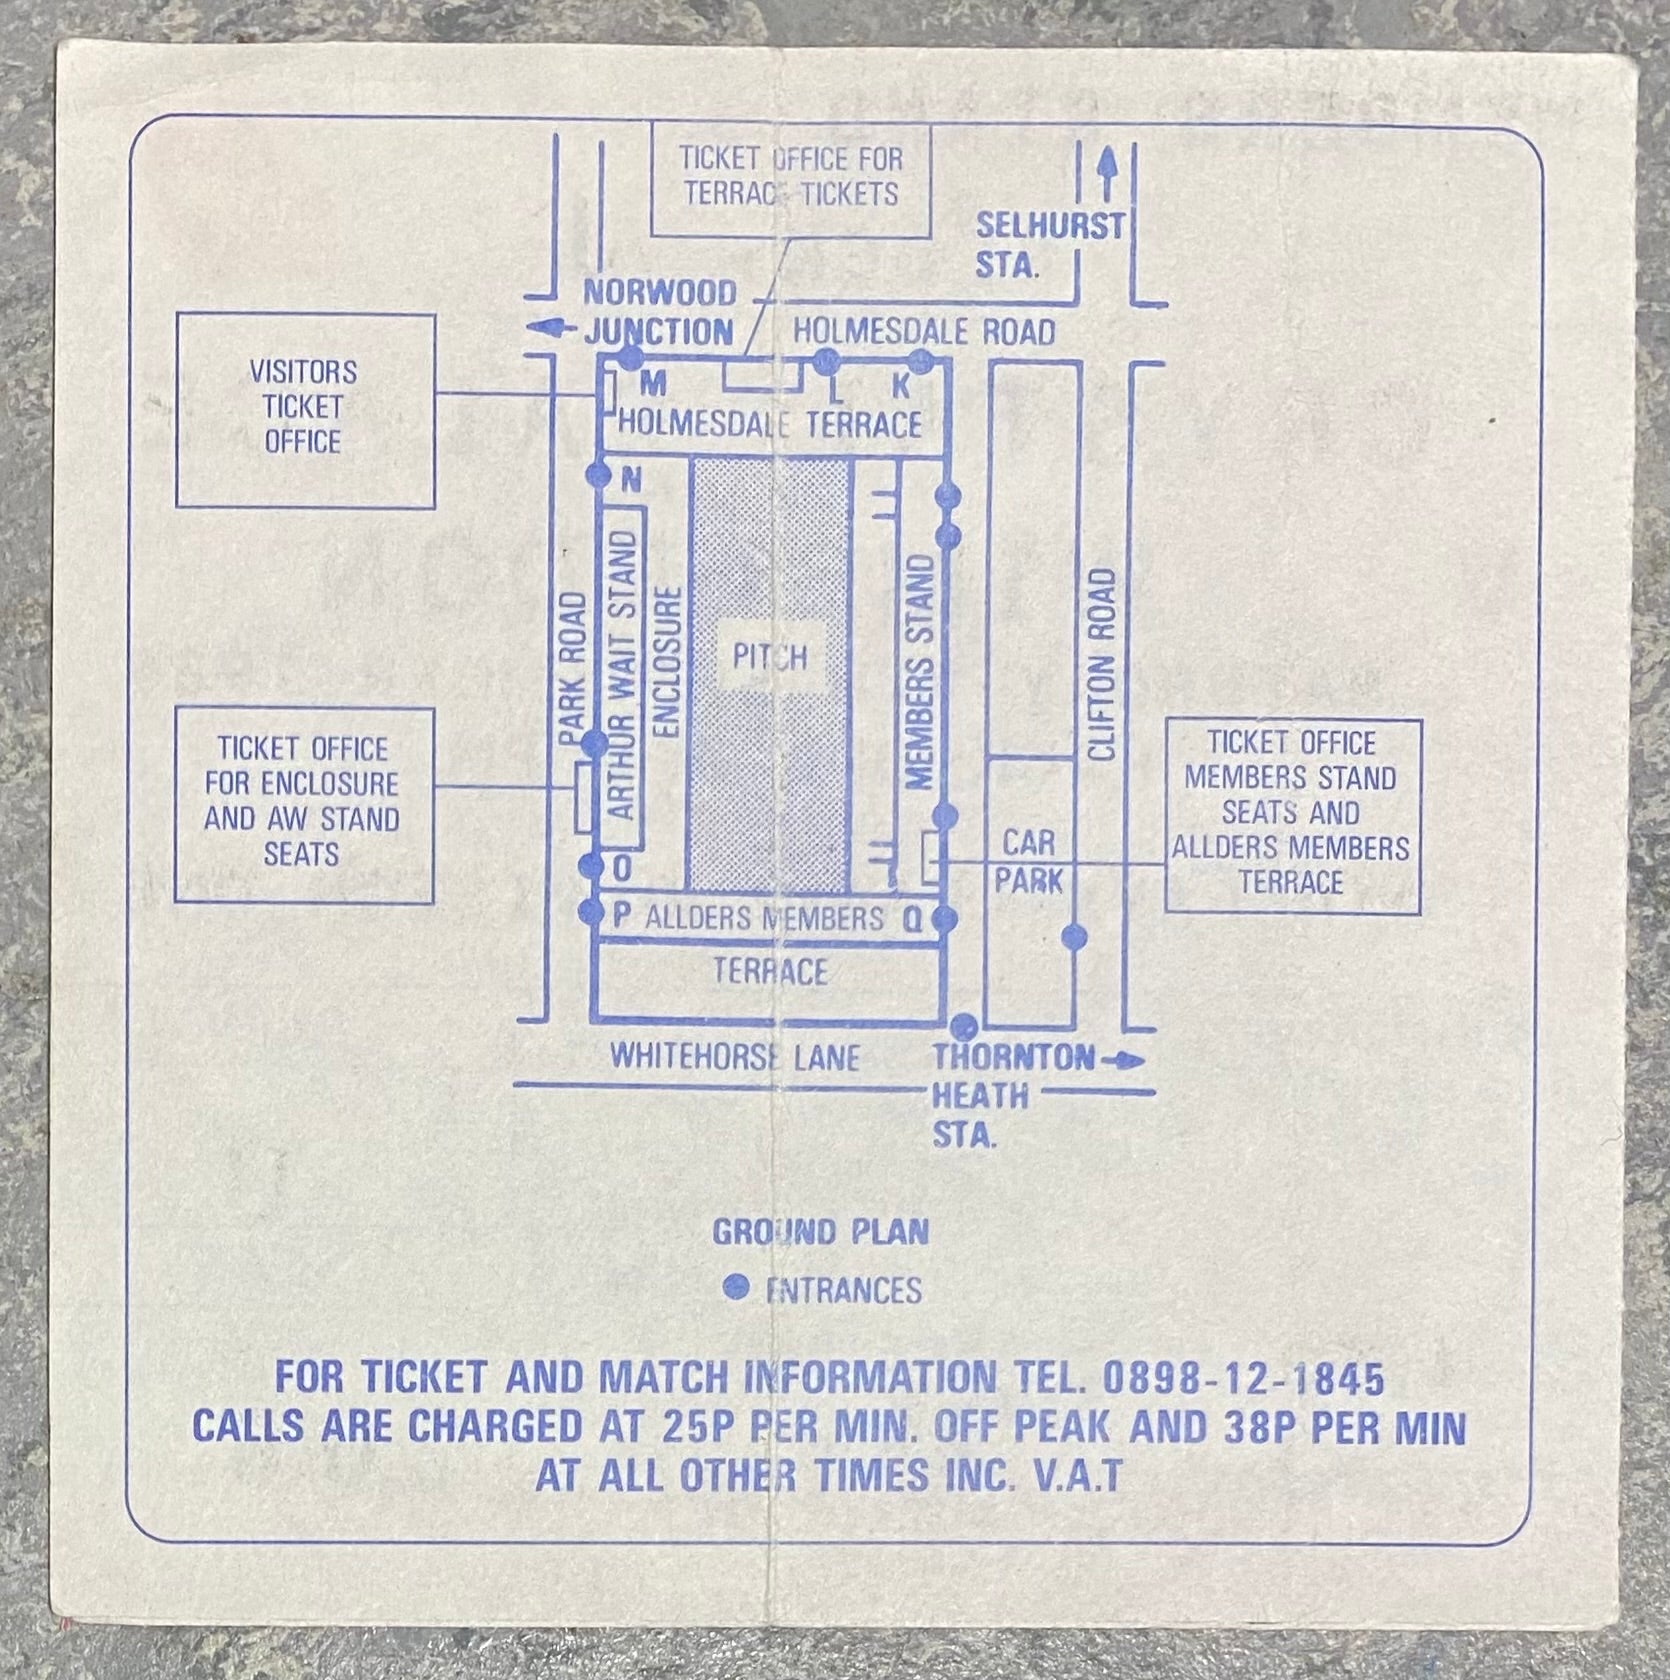 TICKET OFFICE FOR
TERRACE TICKETS
SELHURST
STA.
NORWOOD
JUNCTION
HOLMESDALE ROAD
VISITORS
TICKET
OFFICE
M
L
K
HOLMESDALE TERRACE
N
PARK ROAD
ARTHUR WAIT STAND
ENCLOSURE
PITCH
MEMBERS STAND
CLIFTON ROAD
TICKET OFFICE
FOR ENCLOSURE
AND AW STAND
SEATS
TICKET OFFICE
MEMBERS STAND
SEATS AND
ALLDERS MEMBERS
TERRACE
CAR
PARK
O
P ALLDERS MEMBERS Q
TERRACE
WHITEHORSE LANE
THORNTON
HEATH
STA.
GROUND PLAN
ENTRANCES
FOR TICKET AND MATCH INFORMATION TEL. 0898-12-1845
CALLS ARE CHARGED AT 25P PER MIN. OFF PEAK AND 38P PER MIN
AT ALL OTHER TIMES INC. V.A.T